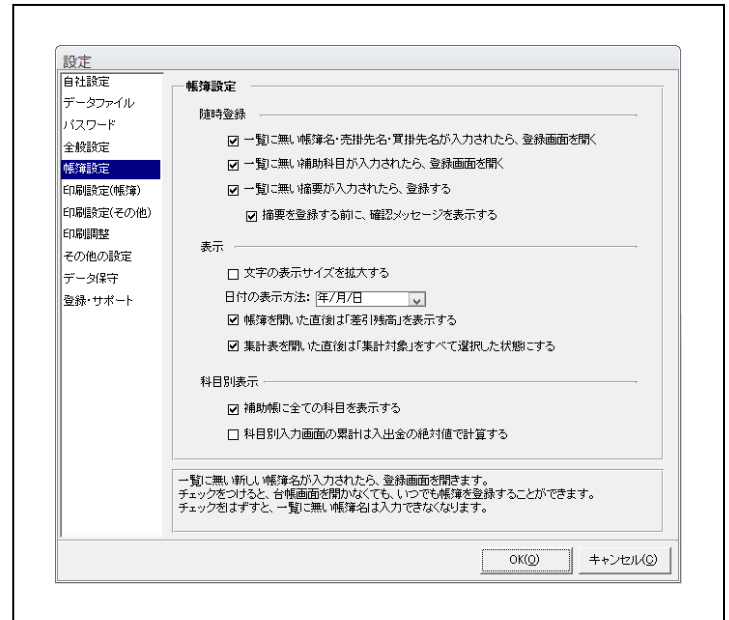 設定
自社設定
データファイル
パスワード
全般設定
帳簿設定
印刷設定(帳簿)
印刷設定(その他)
印刷調整
その他の設定
データ保守
登録・サポート
帳簿設定
随時登録
一覧に無い帳簿名・売掛先名・買掛先名が入力されたら、登録画面を開く
一覧に無い補助科目が入力されたら、登録画面を開く
一覧に無い摘要が入力されたら、登録する
摘要を登録する前に、確認メッセージを表示する
表示
文字の表示サイズを拡大する
日付の表示方法: 年/月/日
帳簿を開いた直後は「差引残高」を表示する
集計表を開いた直後は「集計対象」をすべて選択した状態にする
科目別表示
補助帳に全ての科目を表示する
科目別入力画面の累計は入出金の絶対値で計算する
一覧に無い新しい帳簿名が入力されたら、登録画面を開きます。
チェックをつけると、台帳画面を開かなくても、いつでも帳簿を登録することができます。
チェックをはずすと、一覧に無い帳簿名は入力できなくなります。
OK(O)
キャンセル(C)